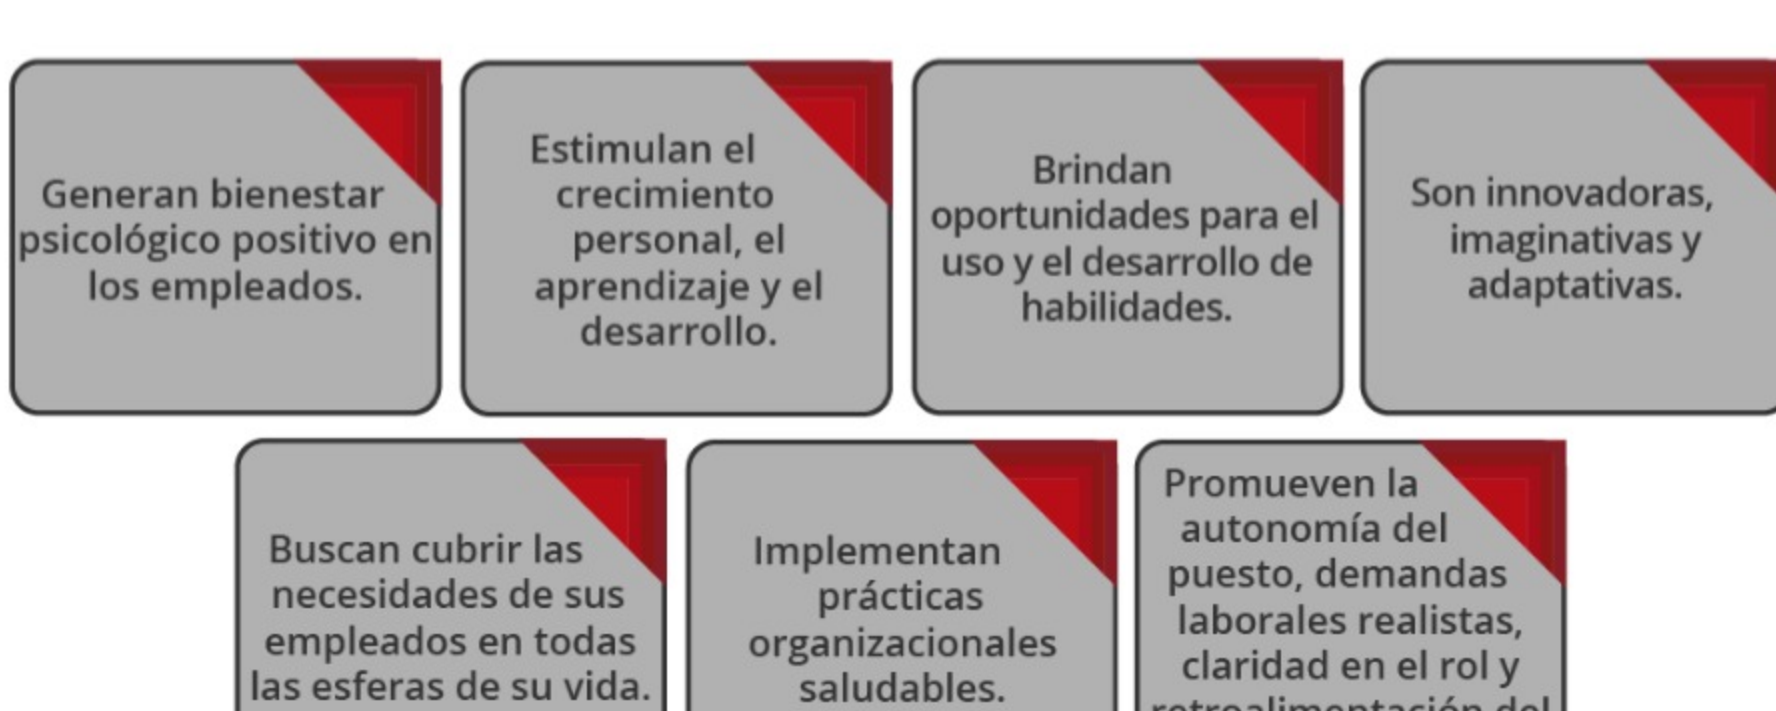 Generan bienestar
psicológico positivo en
los empleados.
Estimulan el
crecimiento
personal, el
aprendizaje y el
desarrollo.
Brindan
oportunidades para el
uso y el desarrollo de
habilidades.
Son innovadoras,
imaginativas y
adaptativas.
Buscan cubrir las
necesidades de sus
empleados en todas
las esferas de su vida.
Implementan
prácticas
organizacionales
saludables.
Promueven la
autonomía del
puesto, demandas
laborales realistas,
claridad en el rol y
retroalimentación del